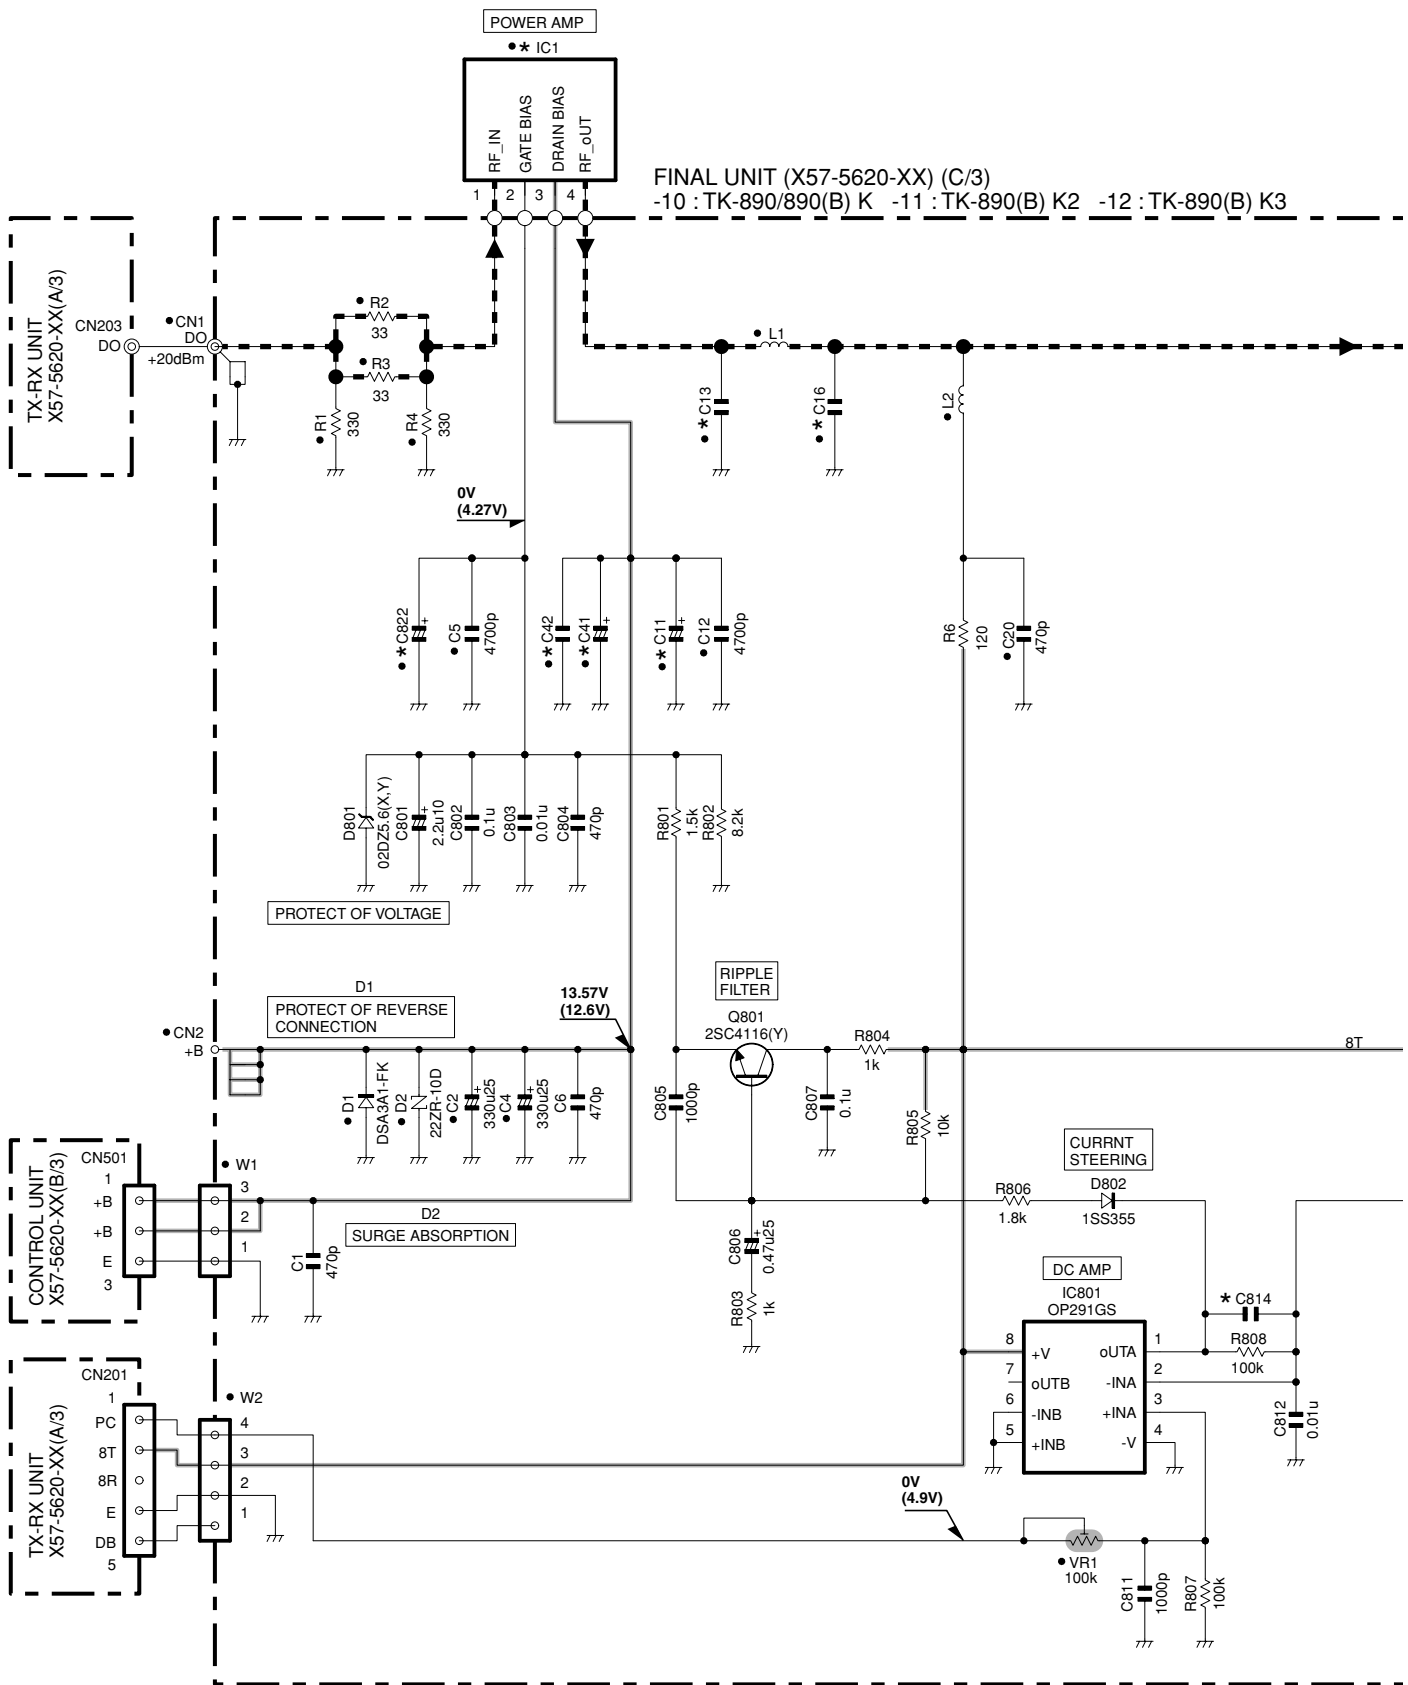 POWER AMP
* IC1
RF_IN
GATE BIAS
DRAIN BIAS
RF_oUT
1 2 3 4
FINAL UNIT (X57-5620-XX) (C/3)
-10 : TK-890/890(B) K -11 : TK-890(B) K2 -12 : TK-890(B) K3
TX-RX UNIT
X57-5620-XX(A/3)
CN203
DO
CN1
DO
+20dBm
R2
33
R3
33
R1
330
R4
330
L1
* C13
* C16
L2
0V
(4.27V)
* C822
+
C5
4700p
* C42
* C41
+
* C11
+
C12
4700p
R6
120
C20
470p
D801
02DZ5.6(X,Y)
C801
+
2.2u10
C802
0.1u
C803
0.01u
C804
470p
R801
1.5k
R802
8.2k
PROTECT OF VOLTAGE
D1
PROTECT OF REVERSE
CONNECTION
13.57V
(12.6V)
RIPPLE
FILTER
Q801
2SC4116(Y)
R804
1k
8T
CN2
+B
D1
DSA3A1-FK
D2
22ZR-10D
C2
+
330u25
C4
+
330u25
C6
470p
C805
1000p
C807
0.1u
R805
10k
CURRNT
STEERING
D802
1SS355
R806
1.8k
CONTROL UNIT
X57-5620-XX(B/3)
CN501
1
+B
+B
E
3
W1
3
2
1
C1
470p
D2
SURGE ABSORPTION
C806
+
0.47u25
R803
1k
DC AMP
IC801
OP291GS
8 +V
7 oUTB
6 -INB
5 +INB
oUTA 1
-INA 2
+INA 3
-V 4
* C814
R808
100k
C812
0.01u
TX-RX UNIT
X57-5620-XX(A/3)
CN201
1
PC
8T
8R
E
DB
5
W2
4
3
2
1
0V
(4.9V)
VR1
100k
C811
1000p
R807
100k